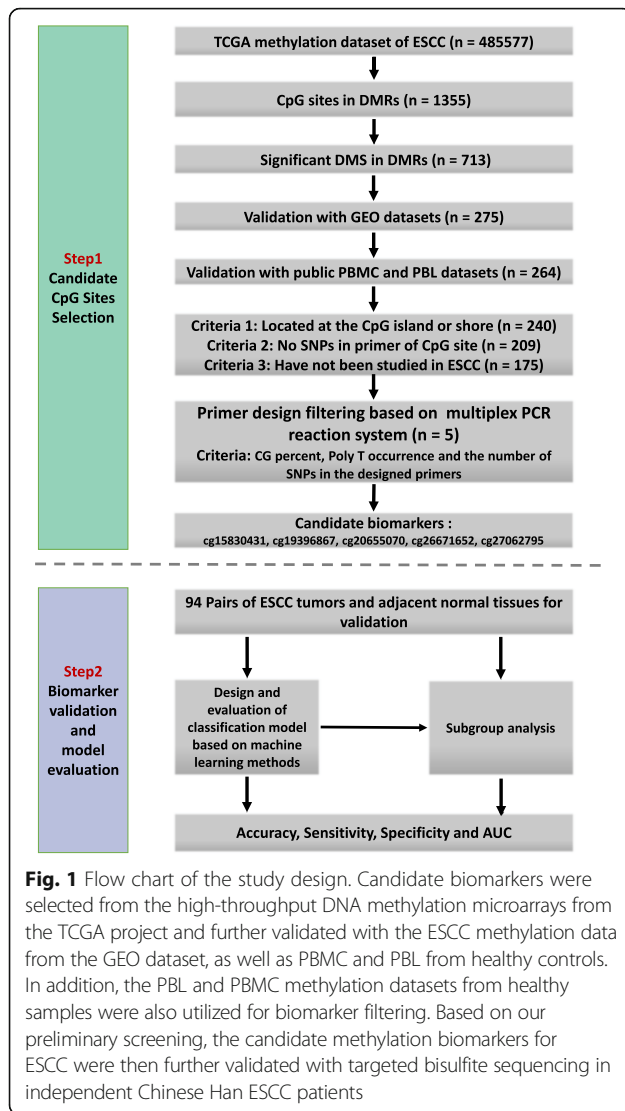 TCGA methylation dataset of ESCC (n = 485577)
CpG sites in DMRs (n = 1355)
Significant DMS in DMRs (n = 713)
Validation with GEO datasets (n = 275)
Step1
Candidate
CpG Sites
Selection
Validation with public PBMC and PBL datasets (n = 264)
Criteria 1: Located at the CpG island or shore (n = 240)
Criteria 2: No SNPs in primer of CpG site (n = 209)
Criteria 3: Have not been studied in ESCC (n = 175)
Primer design filtering based on multiplex PCR
reaction system (n = 5)
Criteria: CG percent, Poly T occurrence and the number of
SNPs in the designed primers
Candidate biomarkers :
cg15830431, cg19396867, cg20655070, cg26671652, cg27062795
94 Pairs of ESCC tumors and adjacent normal tissues for
validation
Step2
Biomarker
validation
and
model
evaluation
Design and
evaluation of
classification model
based on machine
learning methods
Subgroup analysis
Accuracy, Sensitivity, Specificity and AUC
Fig. 1 Flow chart of the study design. Candidate biomarkers were
selected from the high-throughput DNA methylation microarrays from
the TCGA project and further validated with the ESCC methylation data
from the GEO dataset, as well as PBMC and PBL from healthy controls.
In addition, the PBL and PBMC methylation datasets from healthy
samples were also utilized for biomarker filtering. Based on our
preliminary screening, the candidate methylation biomarkers for
ESCC were then further validated with targeted bisulfite sequencing in
independent Chinese Han ESCC patients